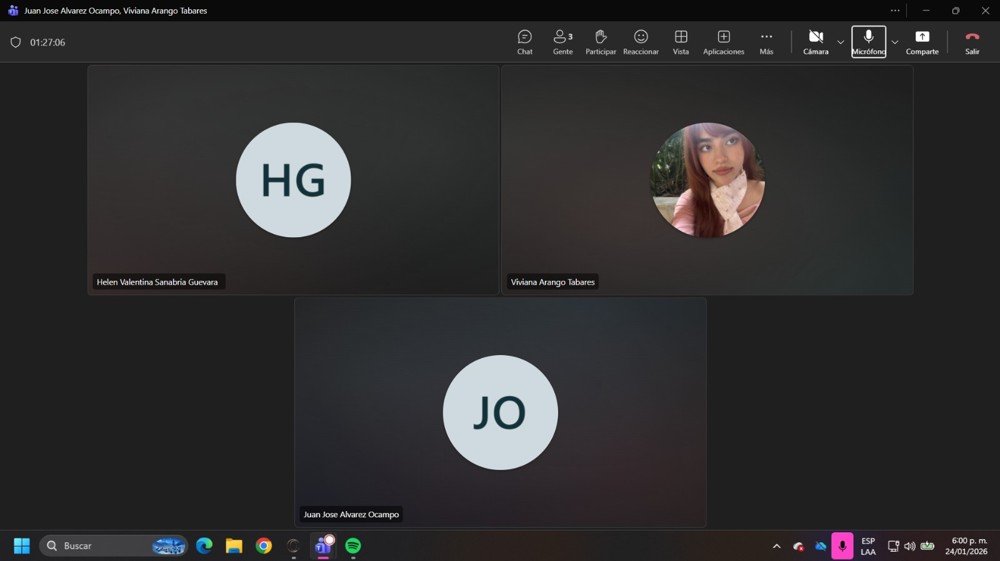 Juan Jose Alvarez Ocampo, Viviana Arango Tabares
01:27:06
Chat
Gente 3
Participar
Reaccionar
Vista
Aplicaciones
Más
Cámara
Micrófono
Comparte
Salir
HG
Helen Valentina Sanabria Guevara
Viviana Arango Tabares
JO
Juan Jose Alvarez Ocampo
Buscar
ESP
LAA
6:00 p. m.
24/01/2026